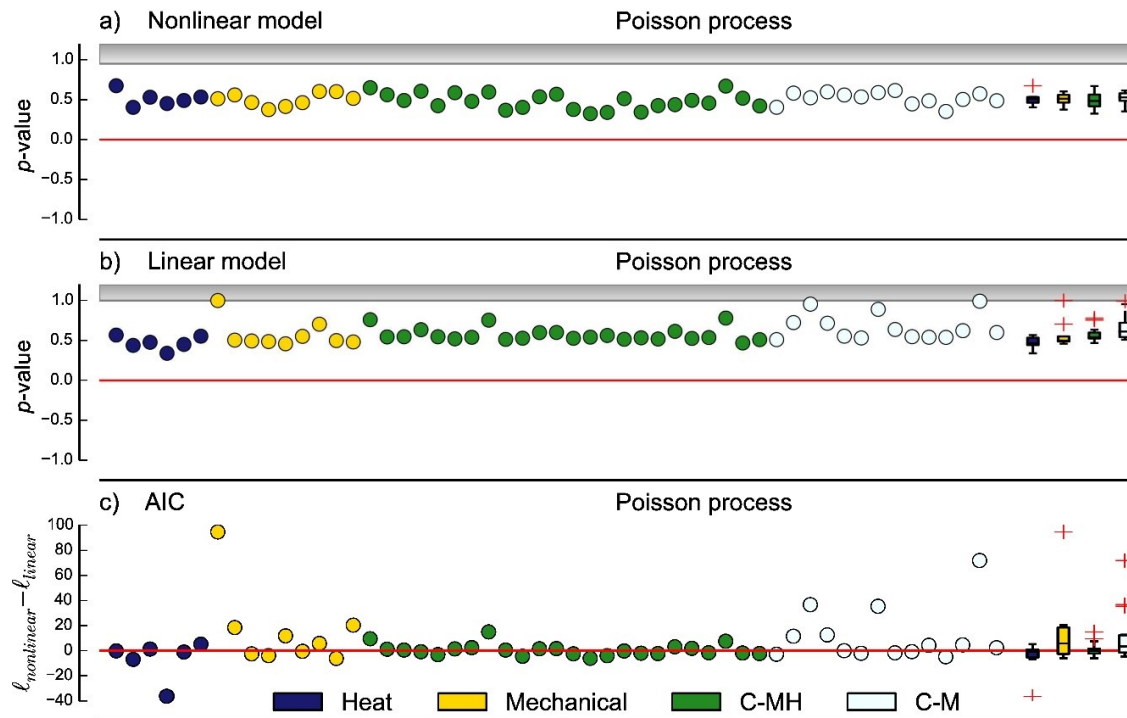 a) Nonlinear model Poisson process
1.0
0.5
0.0
−0.5
−1.0
p-value
b) Linear model Poisson process
1.0
0.5
0.0
−0.5
−1.0
p-value
c) AIC Poisson process
100
80
60
40
20
0
−20
−40
ℓnonlinear−ℓlinear
Heat Mechanical C-MH C-M